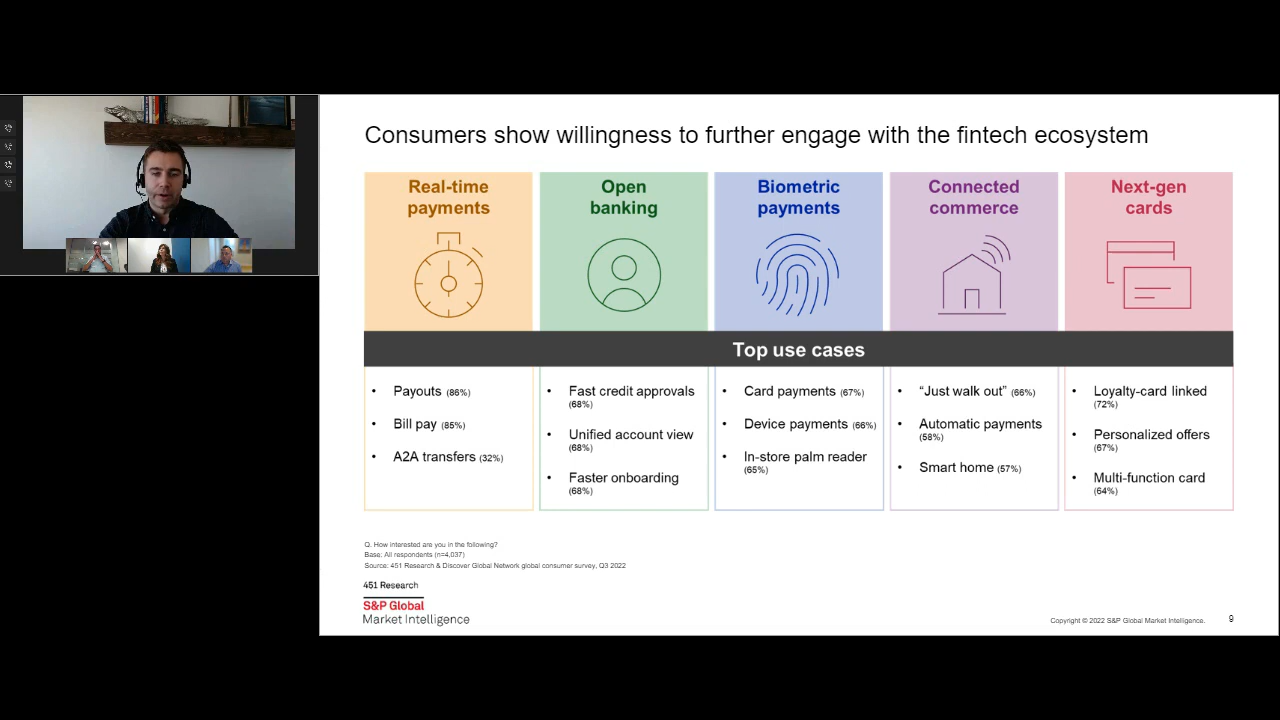 Consumers show willingness to further engage with the fintech ecosystem
Real-time
payments
Open
banking
Biometric
payments
Connected
commerce
Next-gen
cards
Top use cases
• Payouts (86%)
• Bill pay (85%)
• A2A transfers (32%)
• Fast credit approvals
(68%)
• Unified account view
(68%)
• Faster onboarding
(68%)
• Card payments (67%)
• Device payments (66%)
• In-store palm reader
(65%)
• “Just walk out” (66%)
• Automatic payments
(58%)
• Smart home (57%)
• Loyalty-card linked
(72%)
• Personalized offers
(67%)
• Multi-function card
(64%)
Q. How interested are you in the following?
Base: All respondents (n=4,037)
Source: 451 Research & Discover Global Network global consumer survey, Q3 2022
451 Research
S&P Global
Market Intelligence
Copyright © 2022 S&P Global Market Intelligence.
9